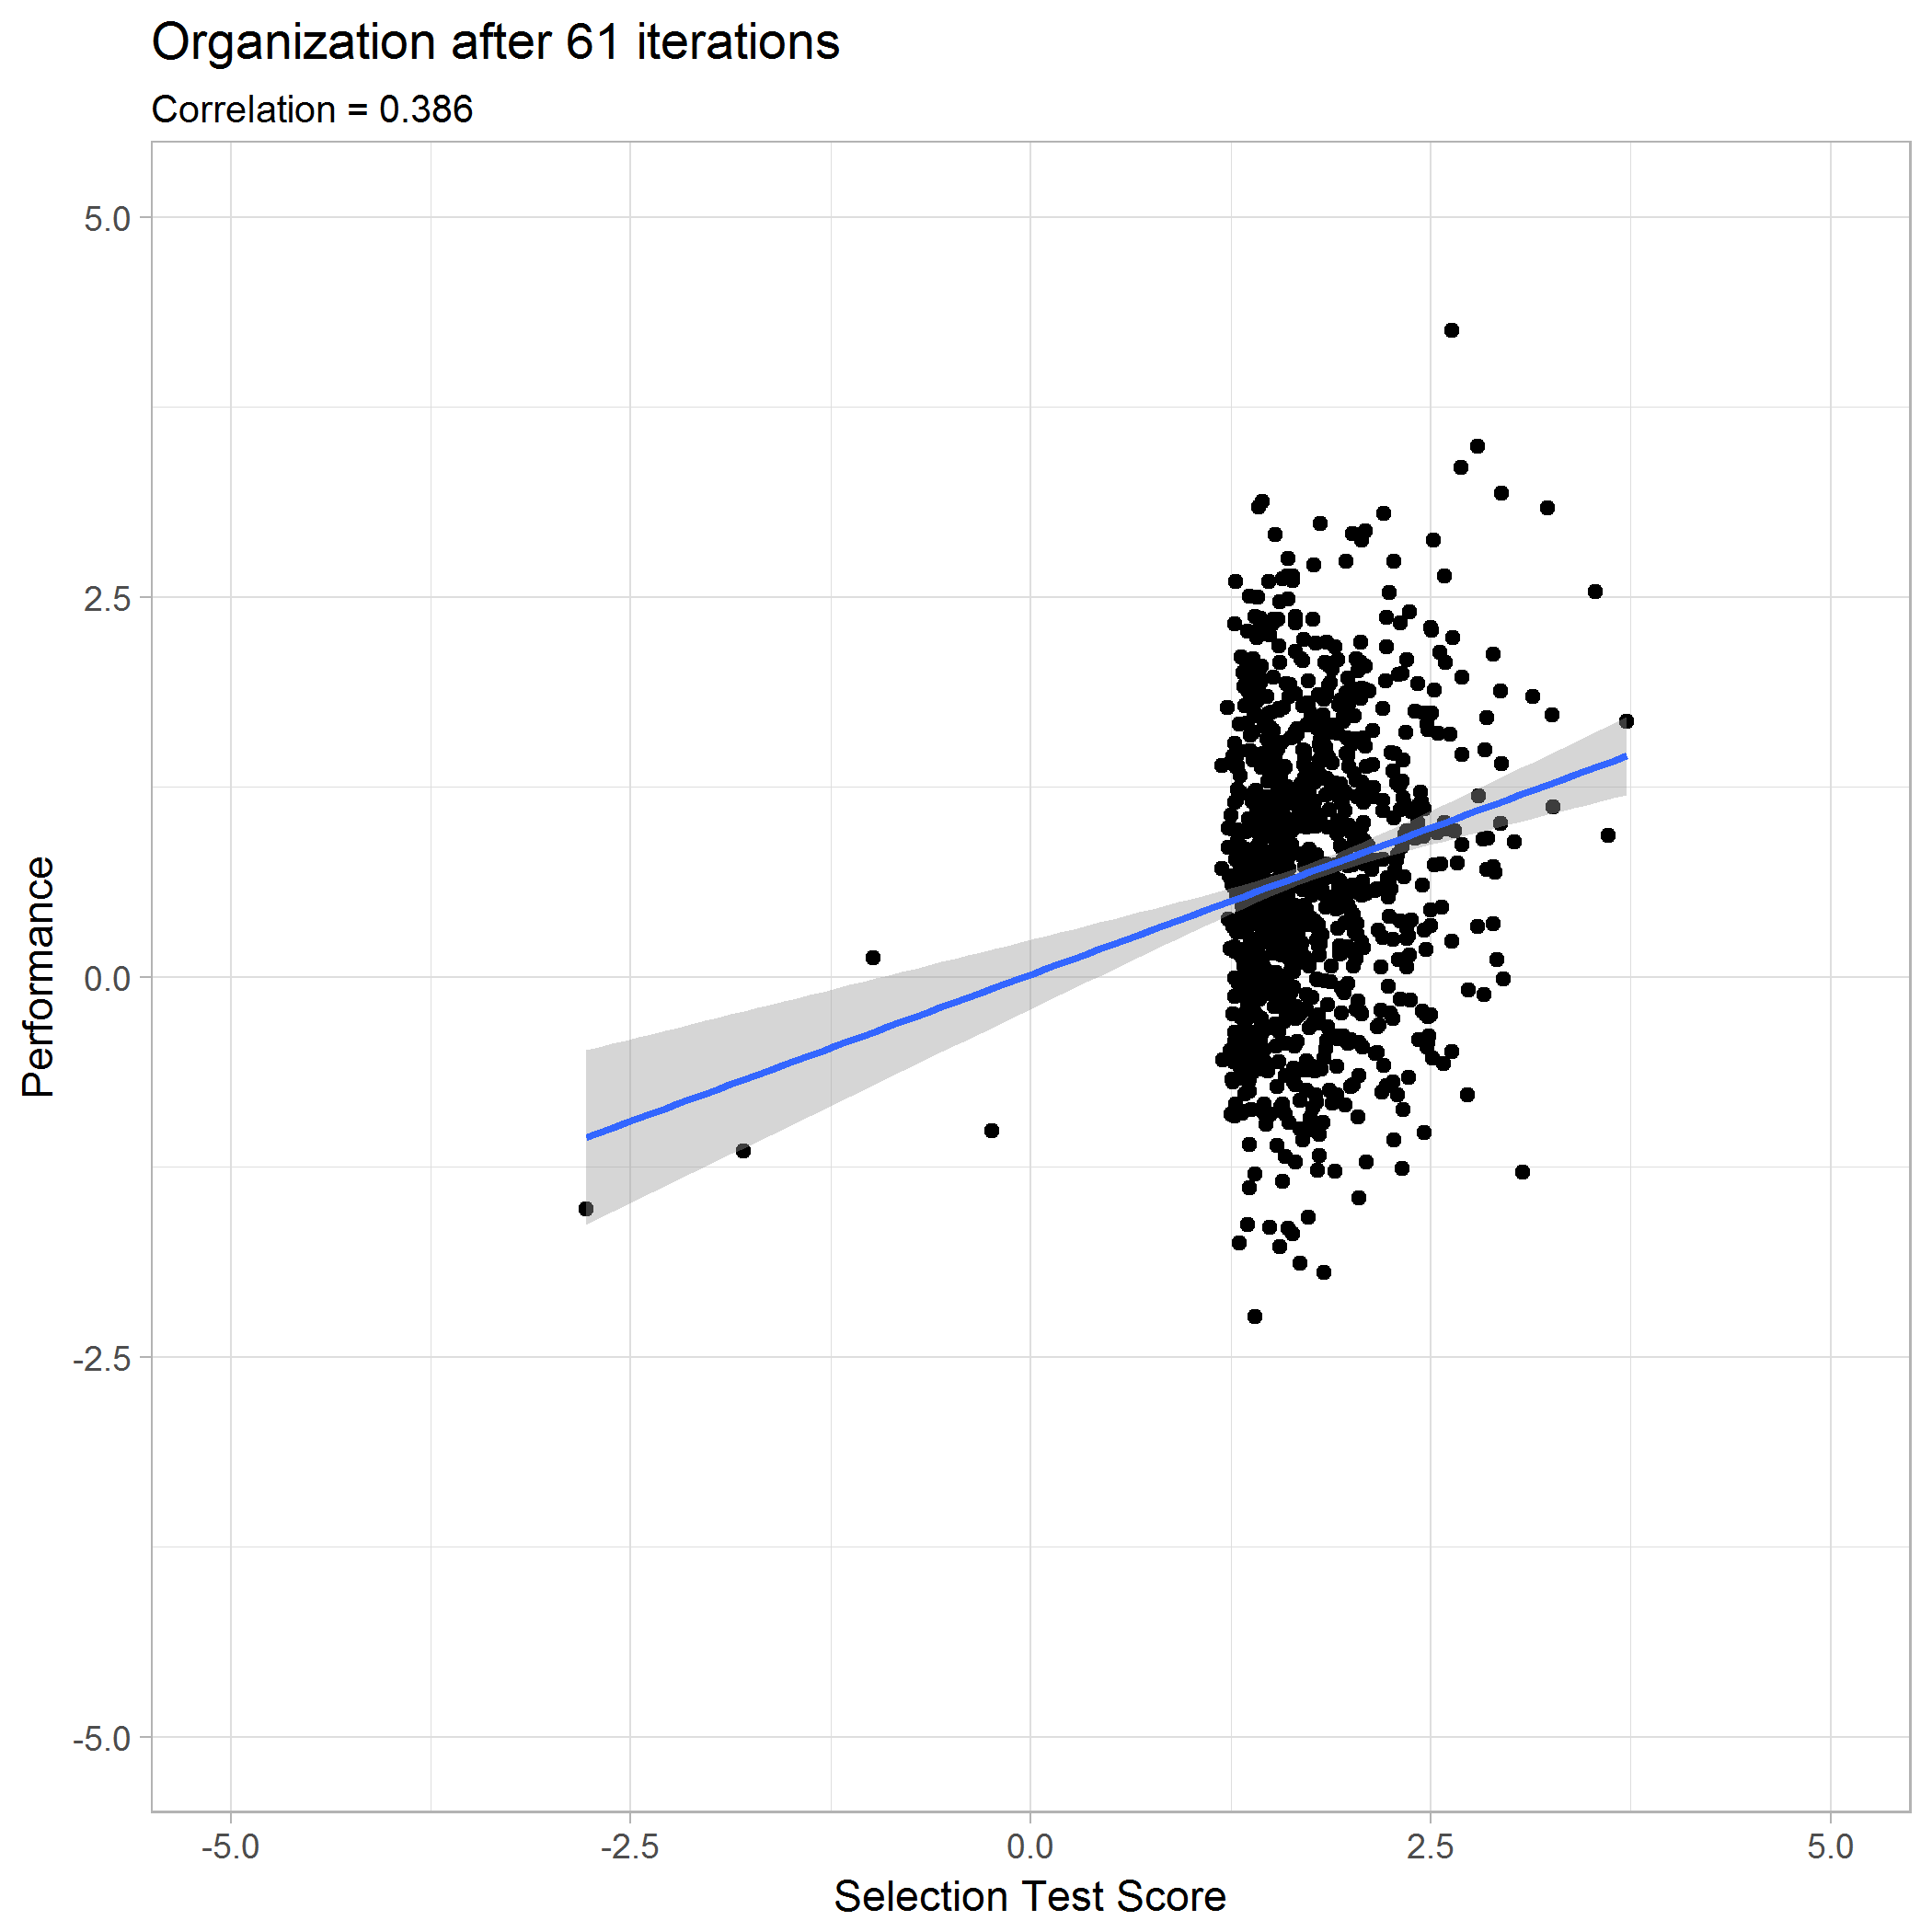 Organization after 61 iterations
Correlation = 0.386
5.0
2.5
0.0
-2.5
-5.0
Performance
-5.0 -2.5 0.0 2.5 5.0
Selection Test Score